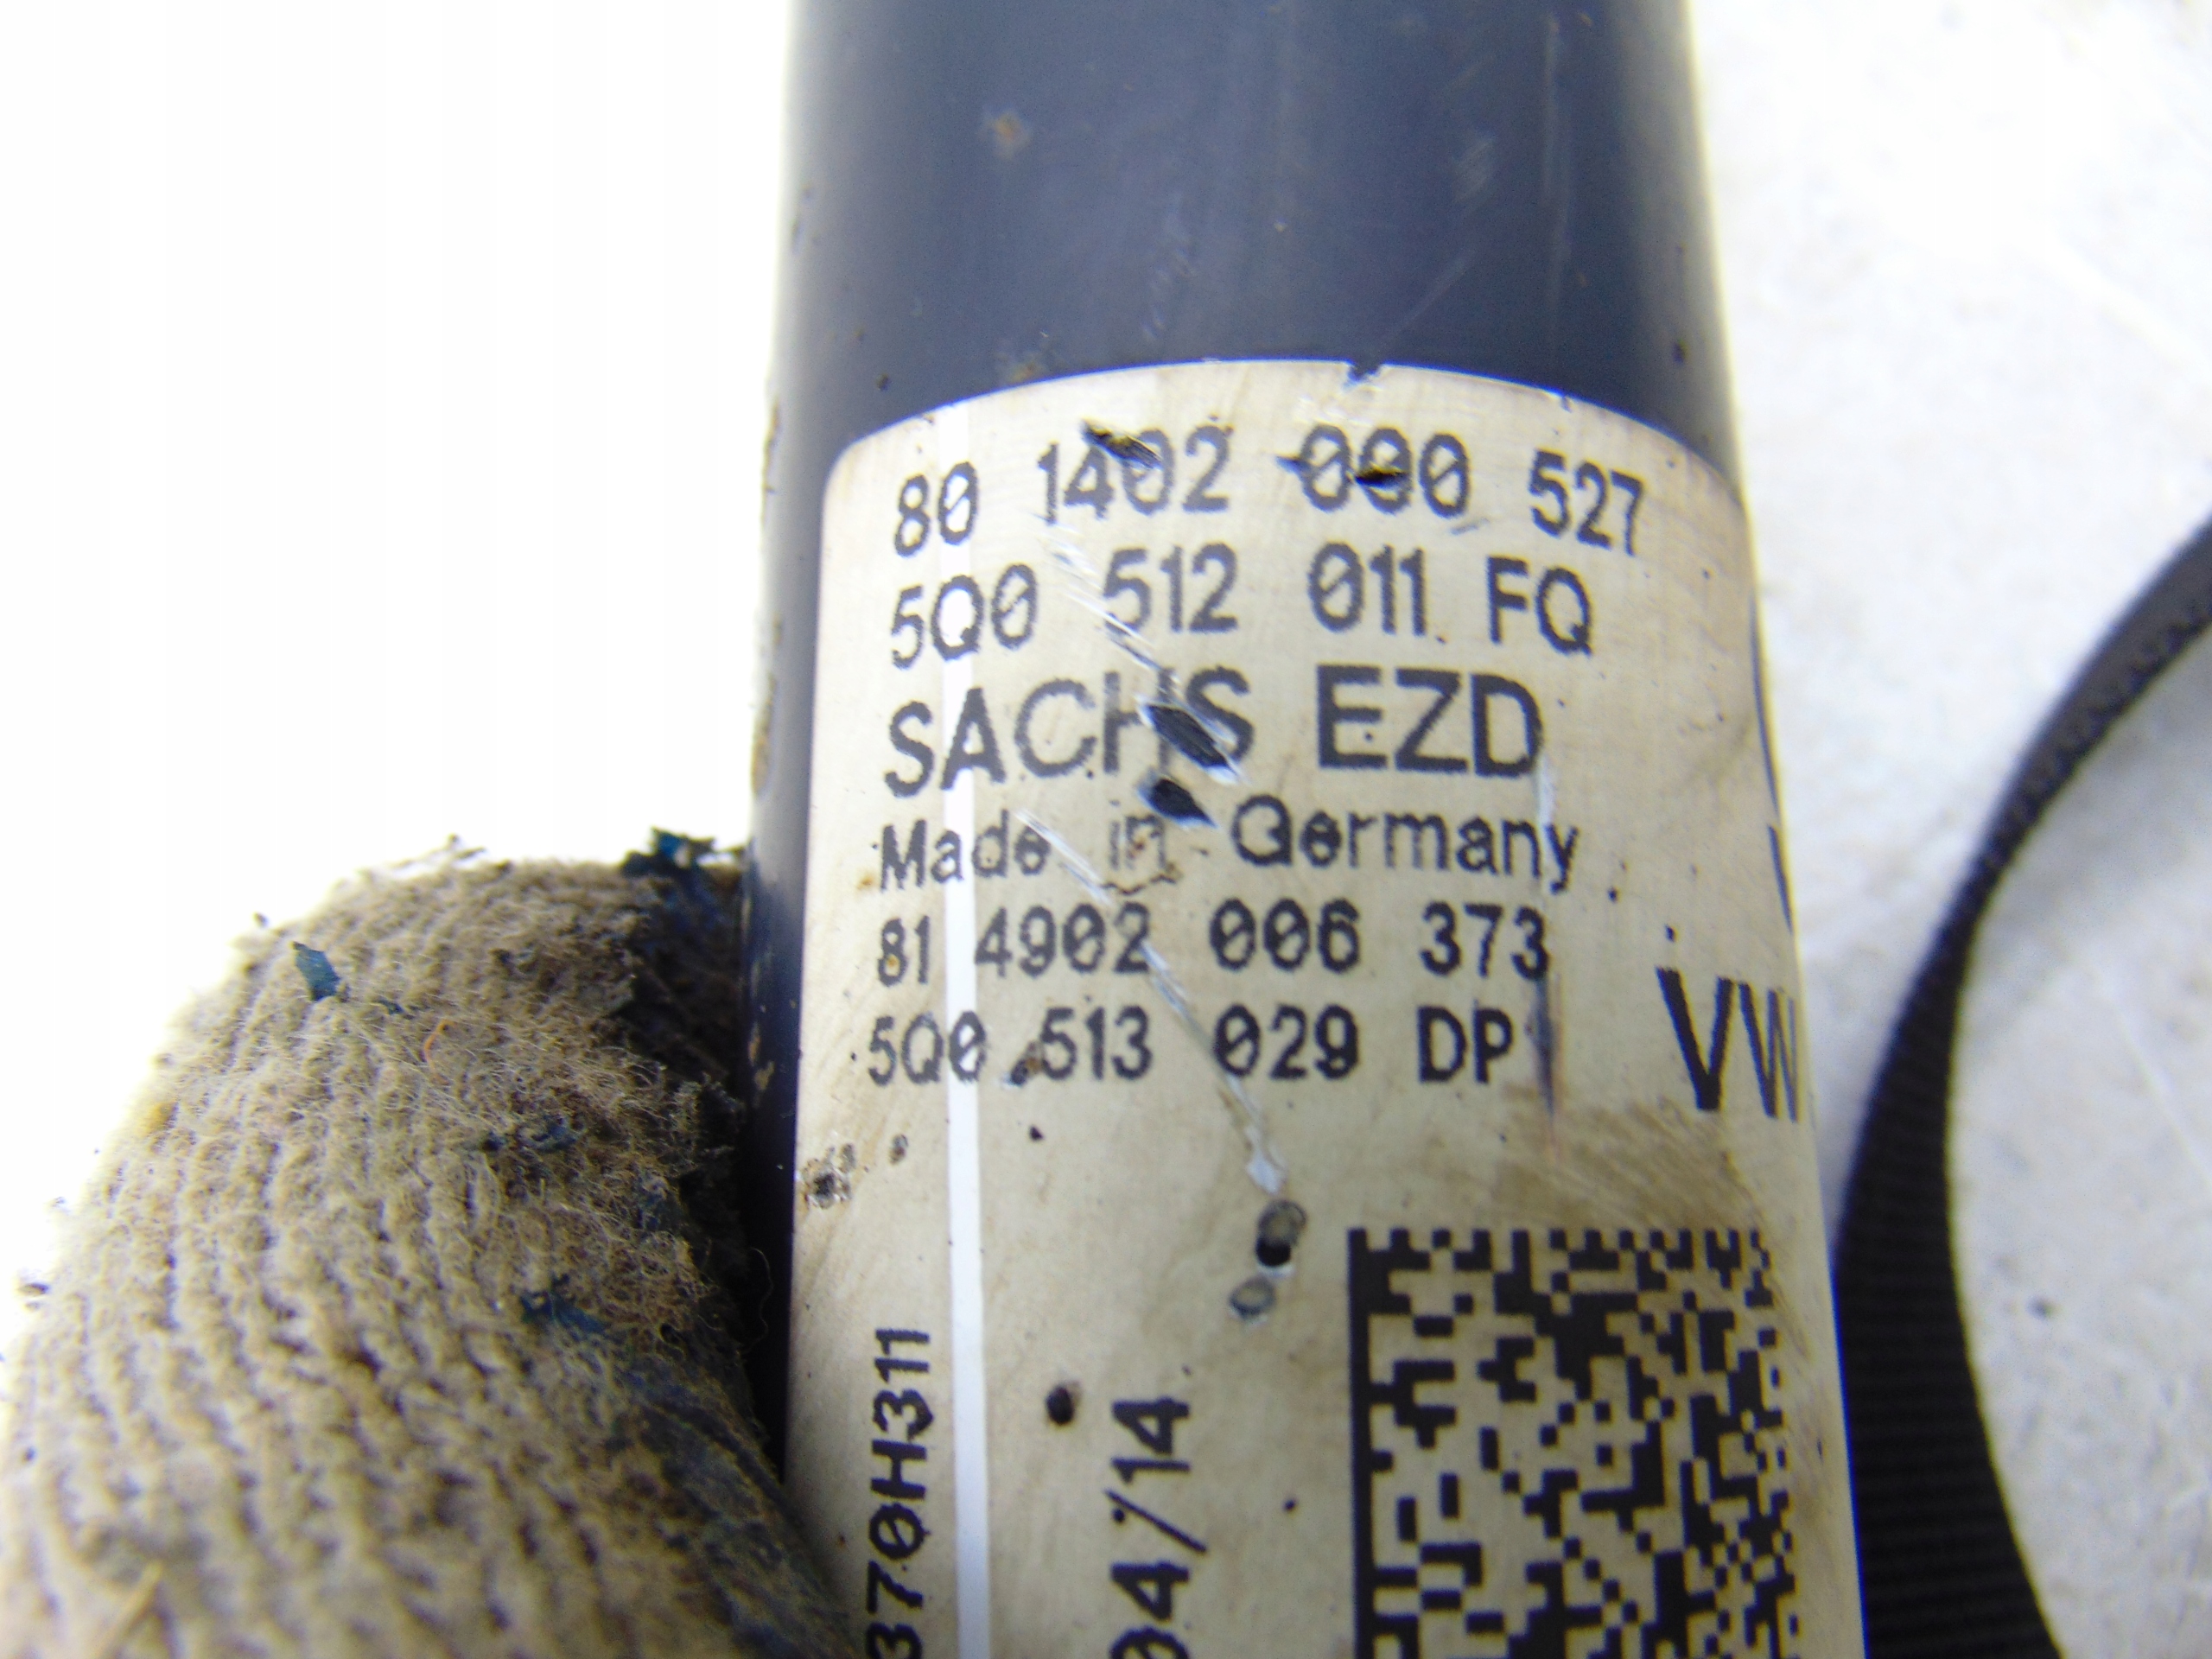 80 1402 000 527
5Q0 512 011 FQ
SACHS EZD
Made in Germany
81 4902 006 373
5Q0 513 029 DP
VW
370H311
04/14